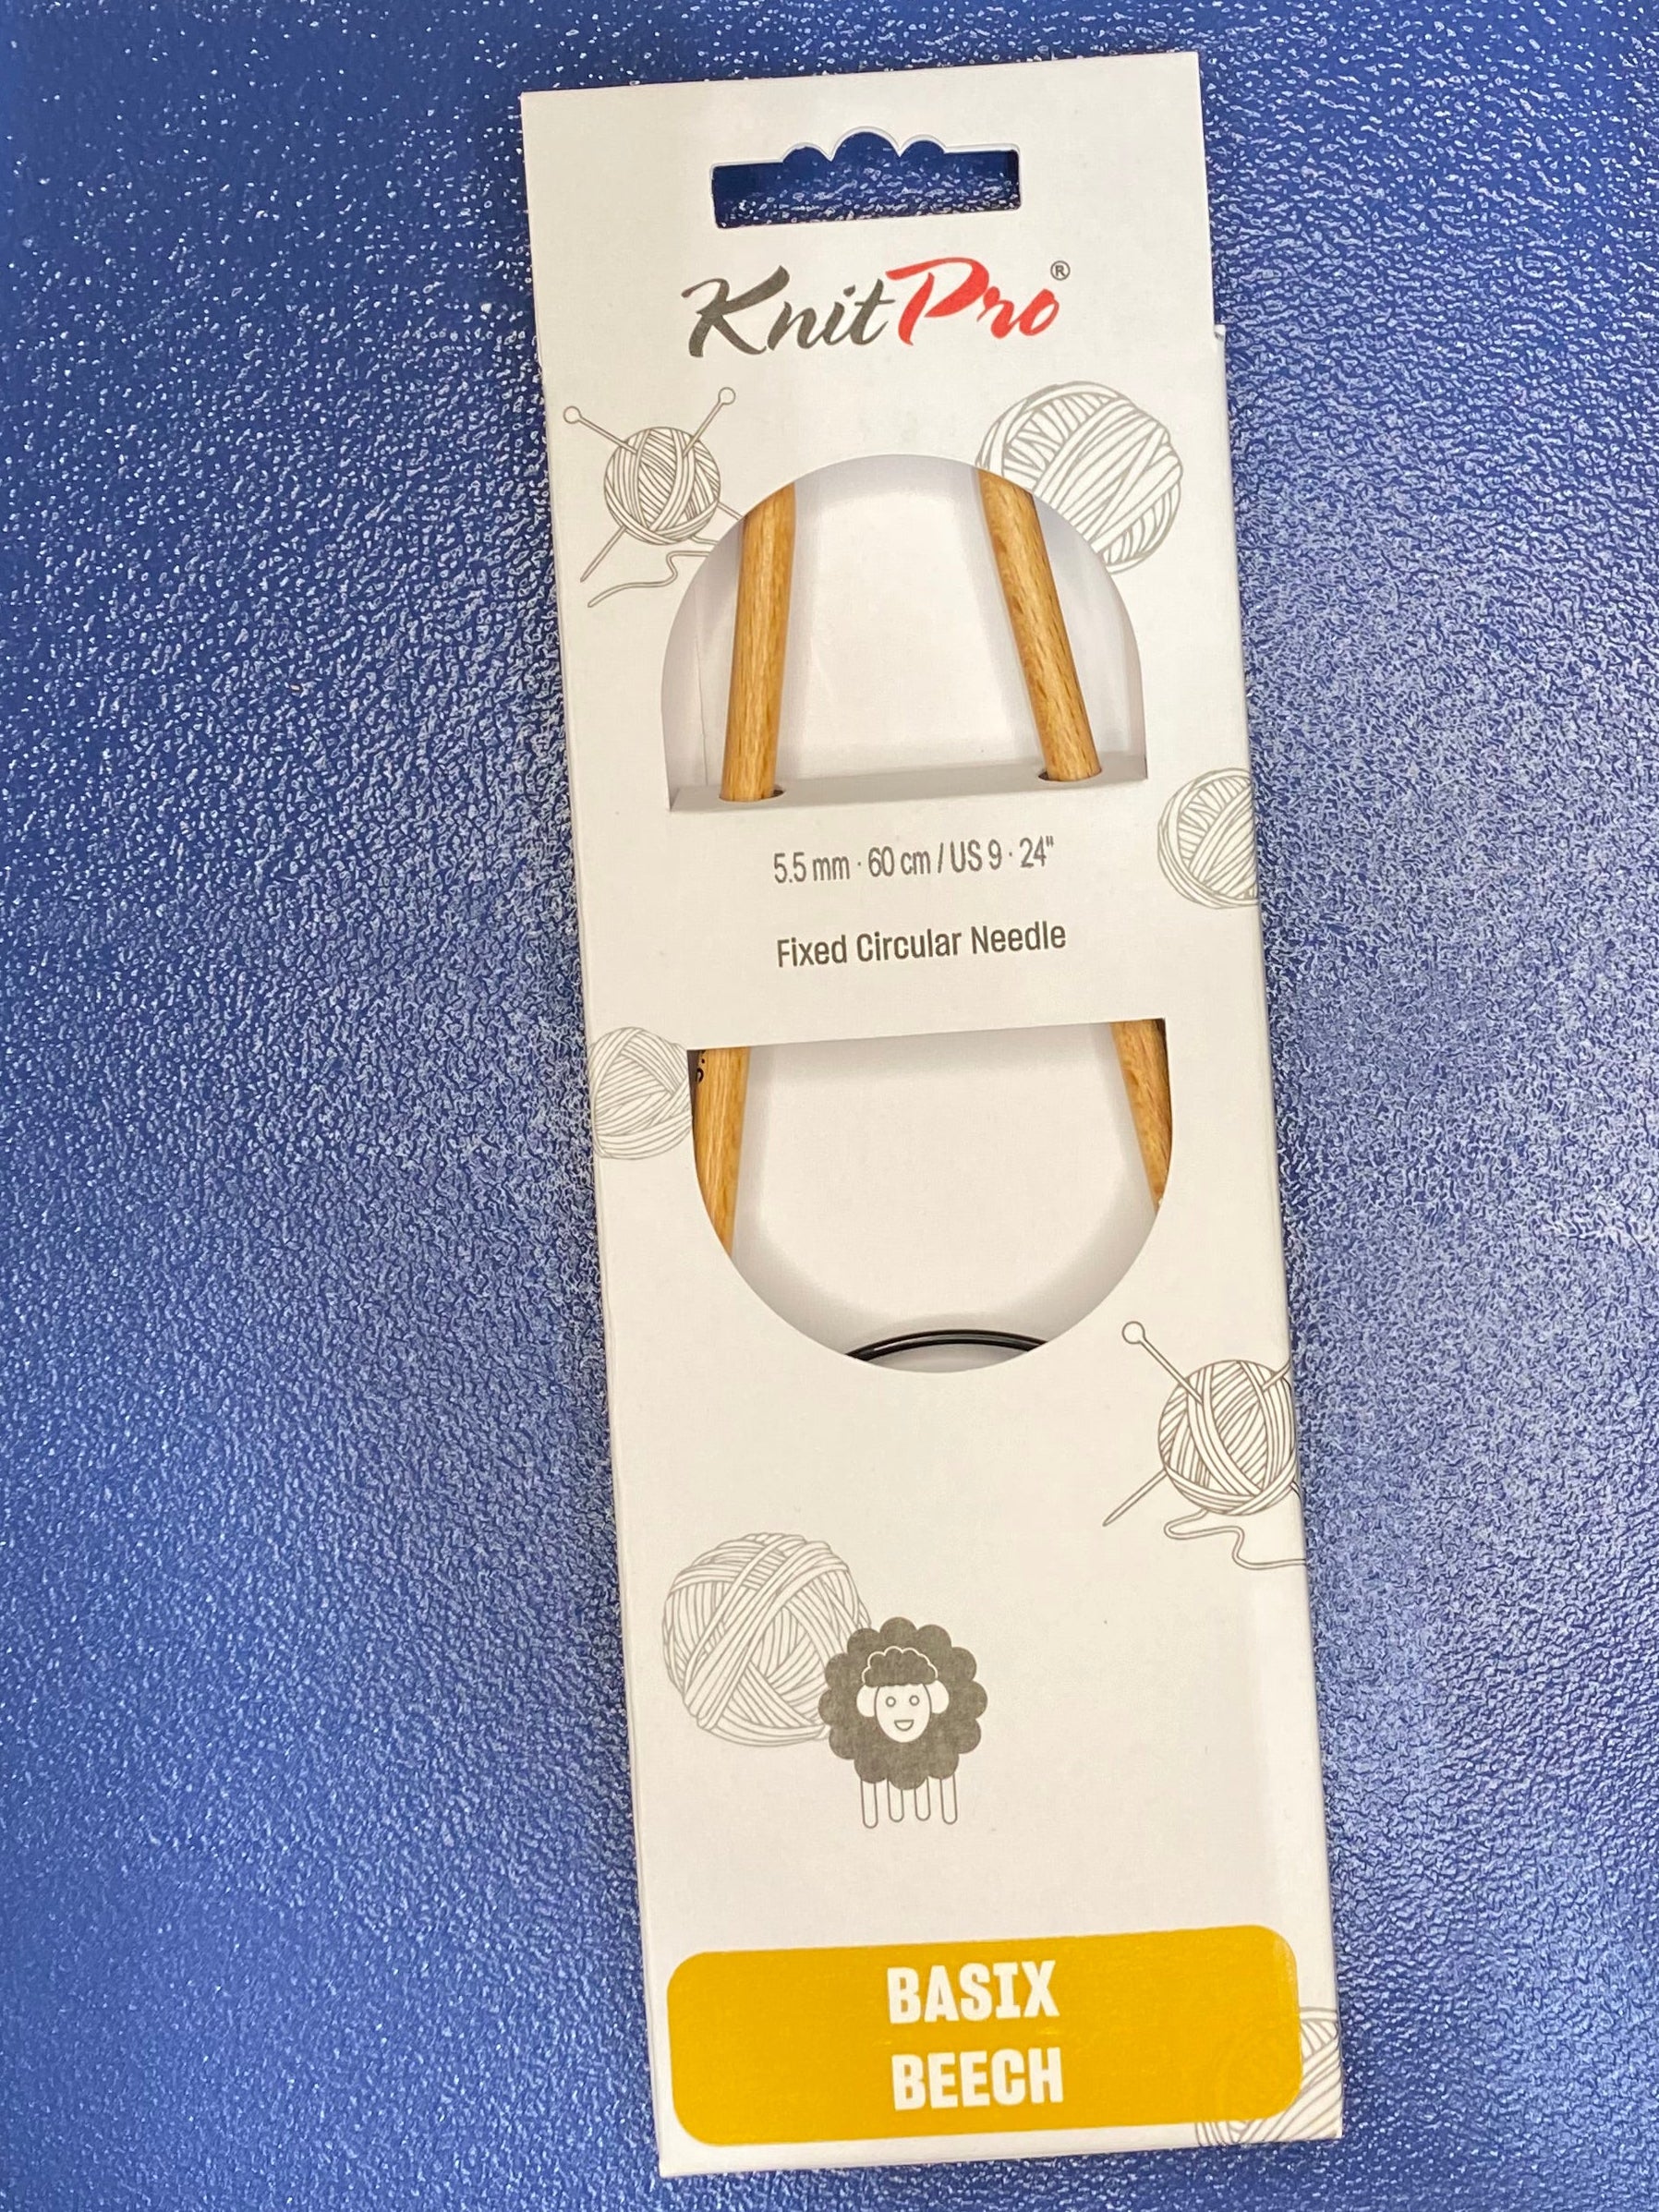 KnitPro®
5.5 mm · 60 cm / US 9 · 24"
Fixed Circular Needle
BASIX
BEECH